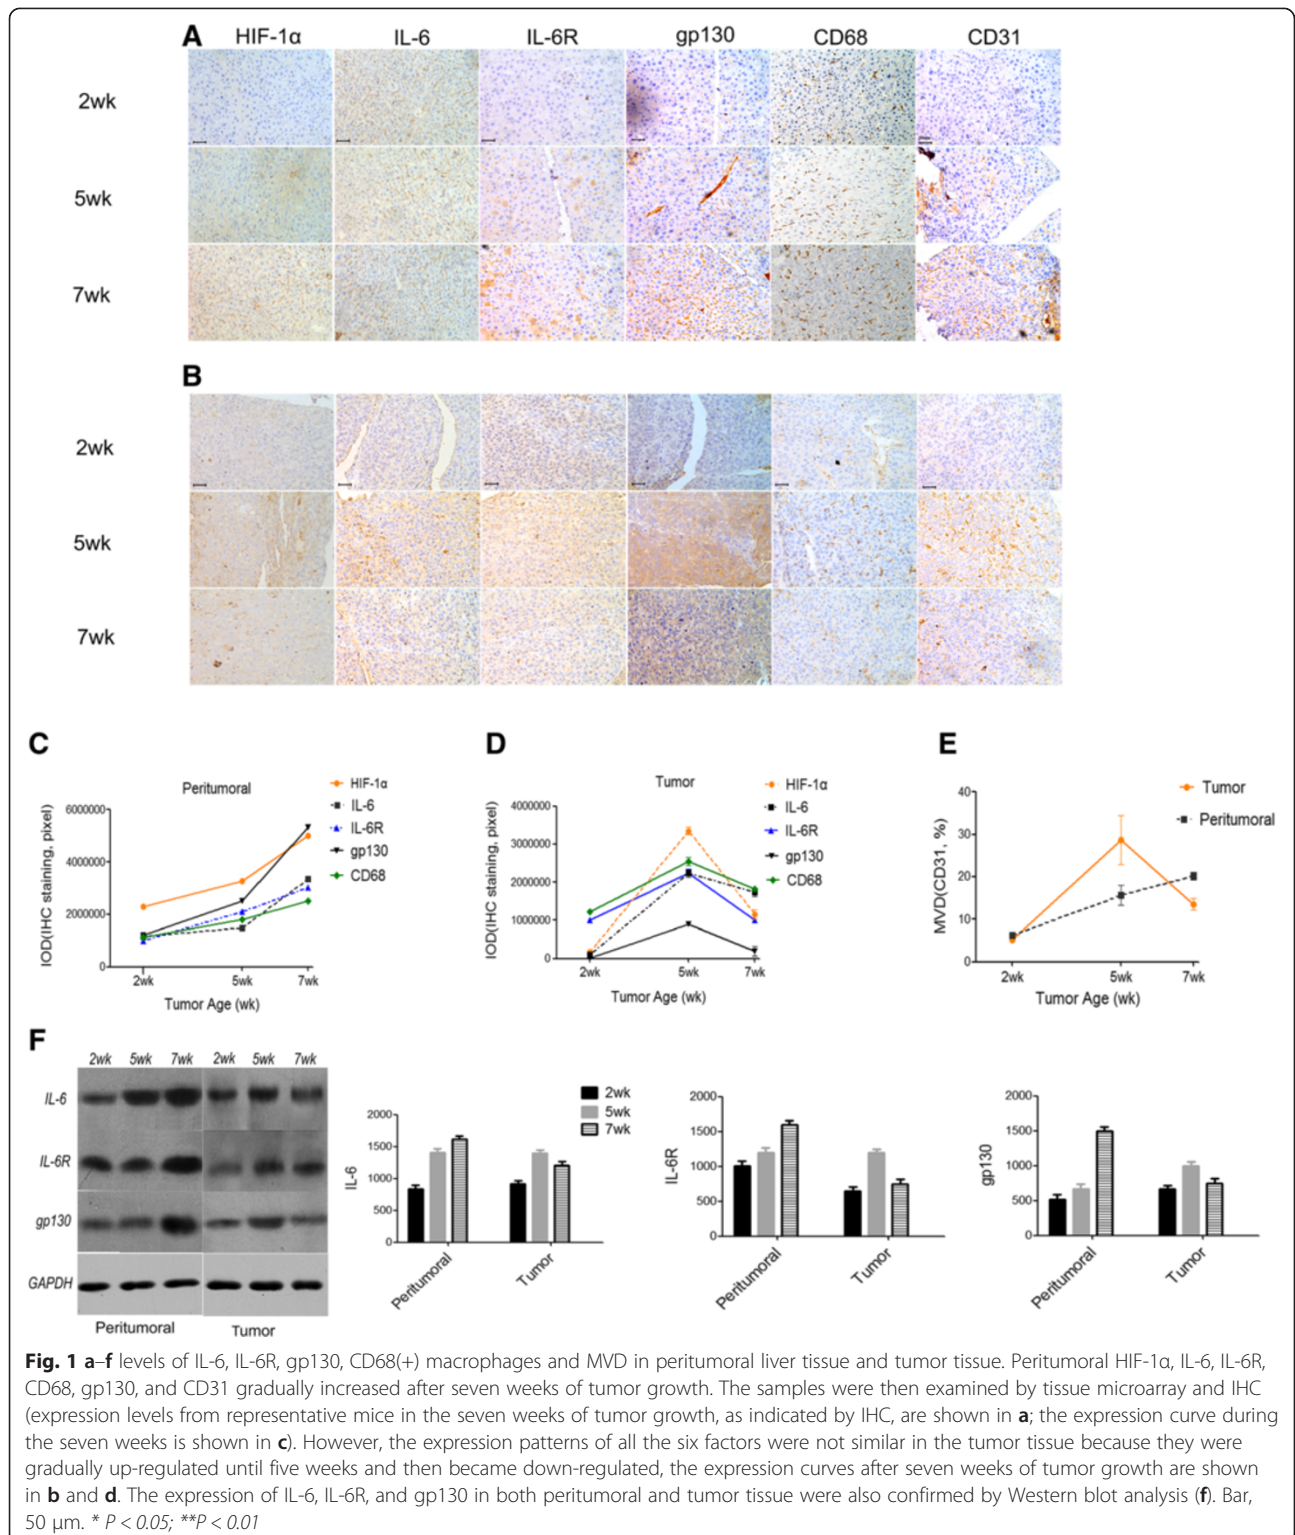 A
HIF-1α IL-6 IL-6R gp130 CD68 CD31
2wk
5wk
7wk
B
2wk
5wk
7wk
C
Peritumoral
IOD(IHC staining, pixel)
6000000
4000000
2000000
0
2wk 5wk 7wk
Tumor Age (wk)
HIF-1α
IL-6
IL-6R
gp130
CD68
D
Tumor
IOD(IHC staining, pixel)
4000000
3000000
2000000
1000000
0
2wk 5wk 7wk
Tumor Age (wk)
HIF-1α
IL-6
IL-6R
gp130
CD68
E
MVD(CD31, %)
40
30
20
10
0
2wk 5wk 7wk
Tumor Age (wk)
Tumor
Peritumoral
F
2wk 5wk 7wk 2wk 5wk 7wk
IL-6
IL-6R
gp130
GAPDH
Peritumoral Tumor
IL-6
2000
1500
1000
500
0
Peritumoral Tumor
2wk
5wk
7wk
IL-6R
2000
1500
1000
500
0
Peritumoral Tumor
gp130
2000
1500
1000
500
0
Peritumoral Tumor
Fig. 1 a–f levels of IL-6, IL-6R, gp130, CD68(+) macrophages and MVD in peritumoral liver tissue and tumor tissue. Peritumoral HIF-1α, IL-6, IL-6R,
CD68, gp130, and CD31 gradually increased after seven weeks of tumor growth. The samples were then examined by tissue microarray and IHC
(expression levels from representative mice in the seven weeks of tumor growth, as indicated by IHC, are shown in a; the expression curve during
the seven weeks is shown in c). However, the expression patterns of all the six factors were not similar in the tumor tissue because they were
gradually up-regulated until five weeks and then became down-regulated, the expression curves after seven weeks of tumor growth are shown
in b and d. The expression of IL-6, IL-6R, and gp130 in both peritumoral and tumor tissue were also confirmed by Western blot analysis (f). Bar,
50 μm. * P < 0.05; **P < 0.01